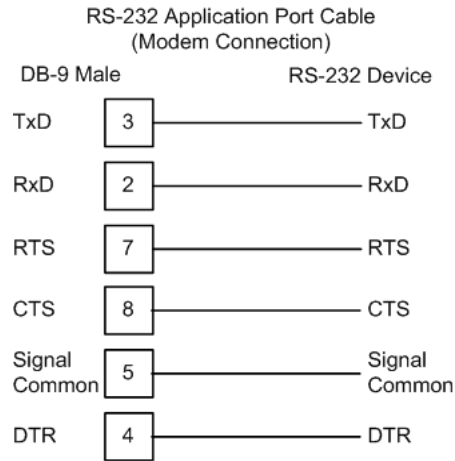 RS-232 Application Port Cable
(Modem Connection)
DB-9 Male RS-232 Device
TxD 3 TxD
RxD 2 RxD
RTS 7 RTS
CTS 8 CTS
Signal Common 5 Signal Common
DTR 4 DTR